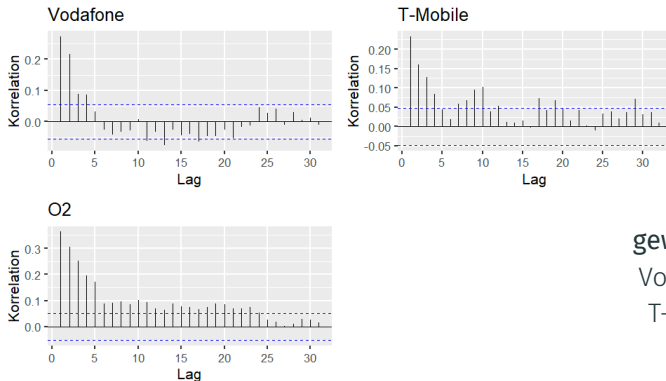 Vodafone
Korrelation
0.2
0.1
0.0
0 5 10 15 20 25 30
Lag
T-Mobile
Korrelation
0.20
0.15
0.10
0.05
0.00
-0.05
0 5 10 15 20 25 30
Lag
O2
Korrelation
0.3
0.2
0.1
0.0
0 5 10 15 20 25 30
Lag
gew
Vo
T-